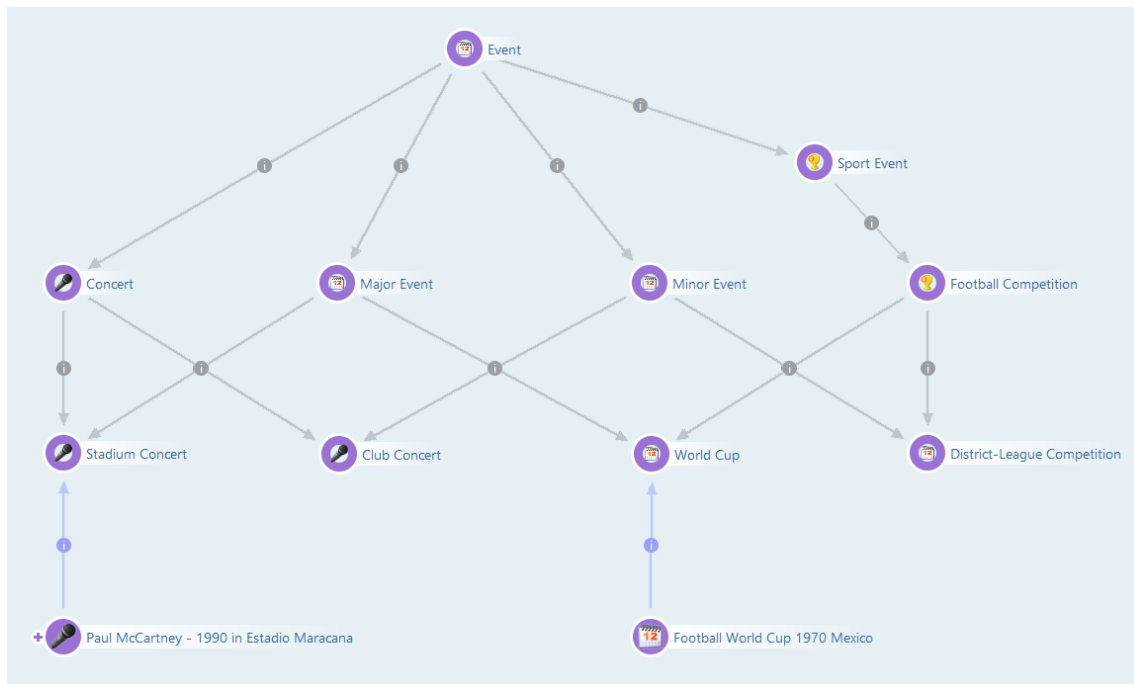 Event
Sport Event
Concert
Major Event
Minor Event
Football Competition
Stadium Concert
Club Concert
World Cup
District-League Competition
Paul McCartney - 1990 in Estadio Maracana
Football World Cup 1970 Mexico